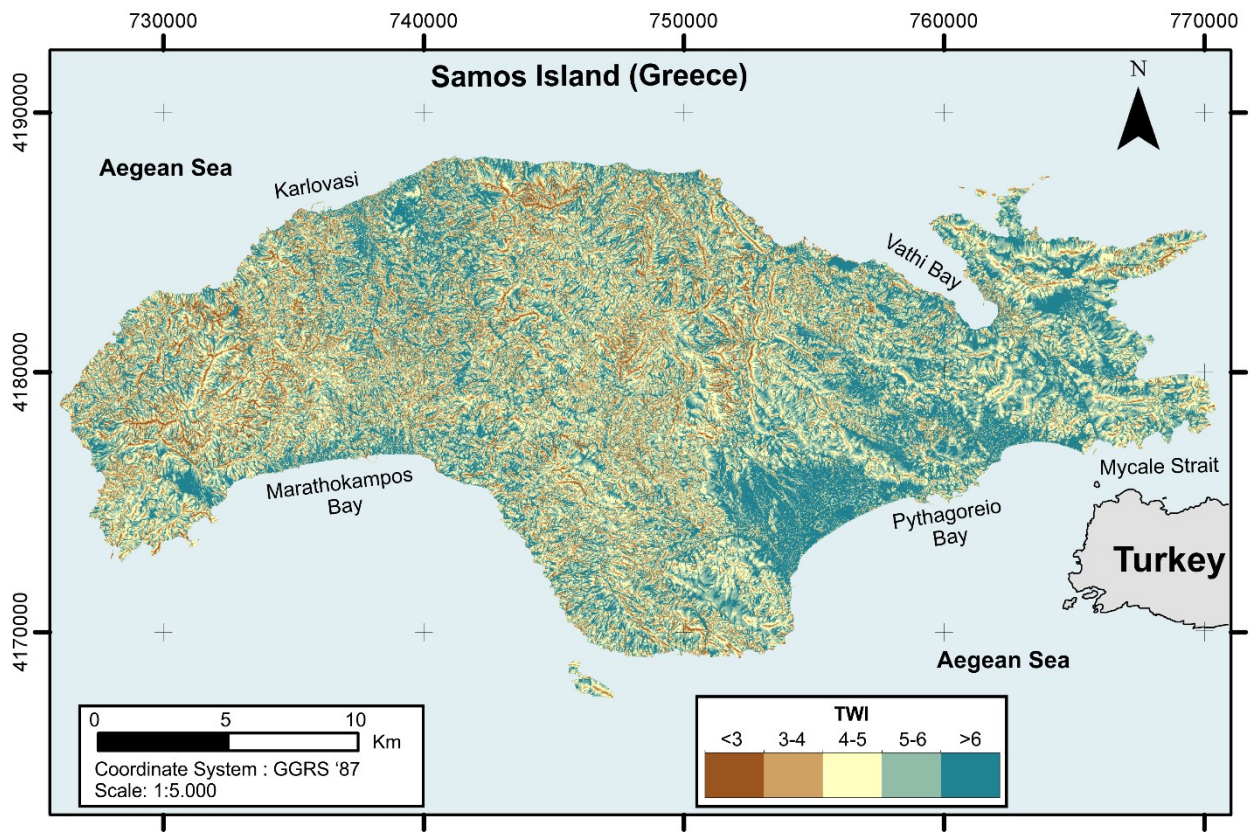 730000 740000 750000 760000 770000
Samos Island (Greece)
N
4190000
Aegean Sea
Karlovasi
Vathi Bay
4180000
Marathokampos
Bay
Mycale Strait
Pythagoreio
Bay
Turkey
4170000
Aegean Sea
0 5 10
Km
Coordinate System : GGRS ‘87
Scale: 1:5.000
TWI
<3 3-4 4-5 5-6 >6